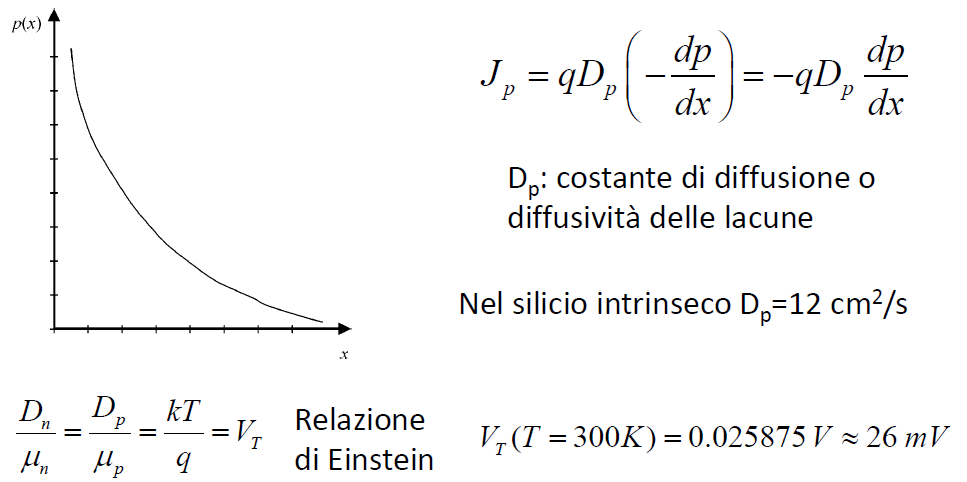 p(x)
J_p = qD_p(-dp/dx) = -qD_p dp/dx
D_p: costante di diffusione o
diffusività delle lacune
Nel silicio intrinseco D_p=12 cm²/s
x
D_n/μ_n = D_p/μ_p = kT/q = V_T
Relazione
di Einstein
V_T (T = 300K) = 0.025875 V ≈ 26 mV